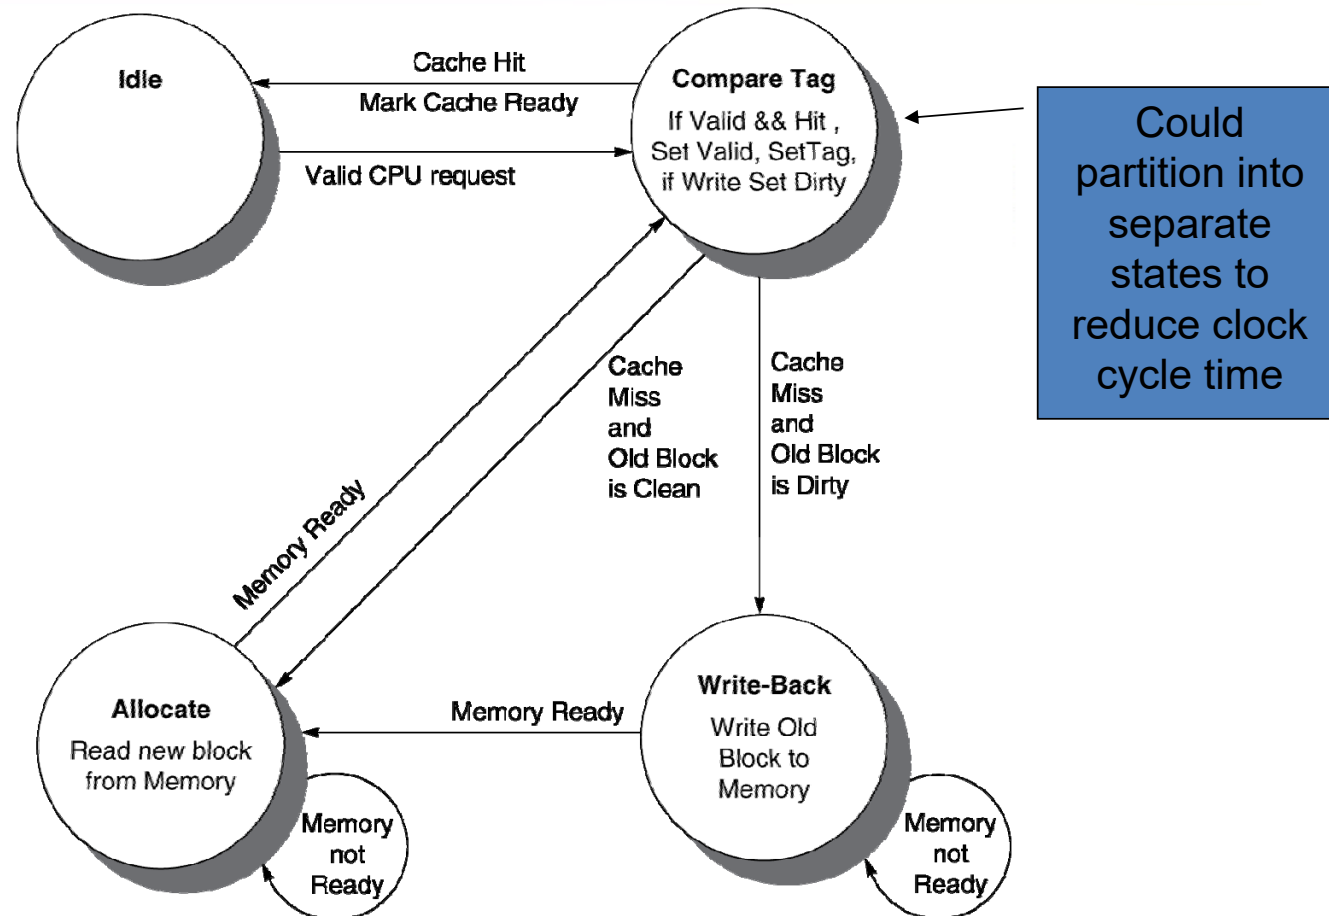 Idle
Cache Hit
Mark Cache Ready
Valid CPU request
Compare Tag
If Valid && Hit ,
Set Valid, SetTag,
if Write Set Dirty
Could
partition into
separate
states to
reduce clock
cycle time
Cache
Miss
and
Old Block
is Clean
Cache
Miss
and
Old Block
is Dirty
Memory Ready
Allocate
Read new block
from Memory
Memory
not
Ready
Memory Ready
Write-Back
Write Old
Block to
Memory
Memory
not
Ready